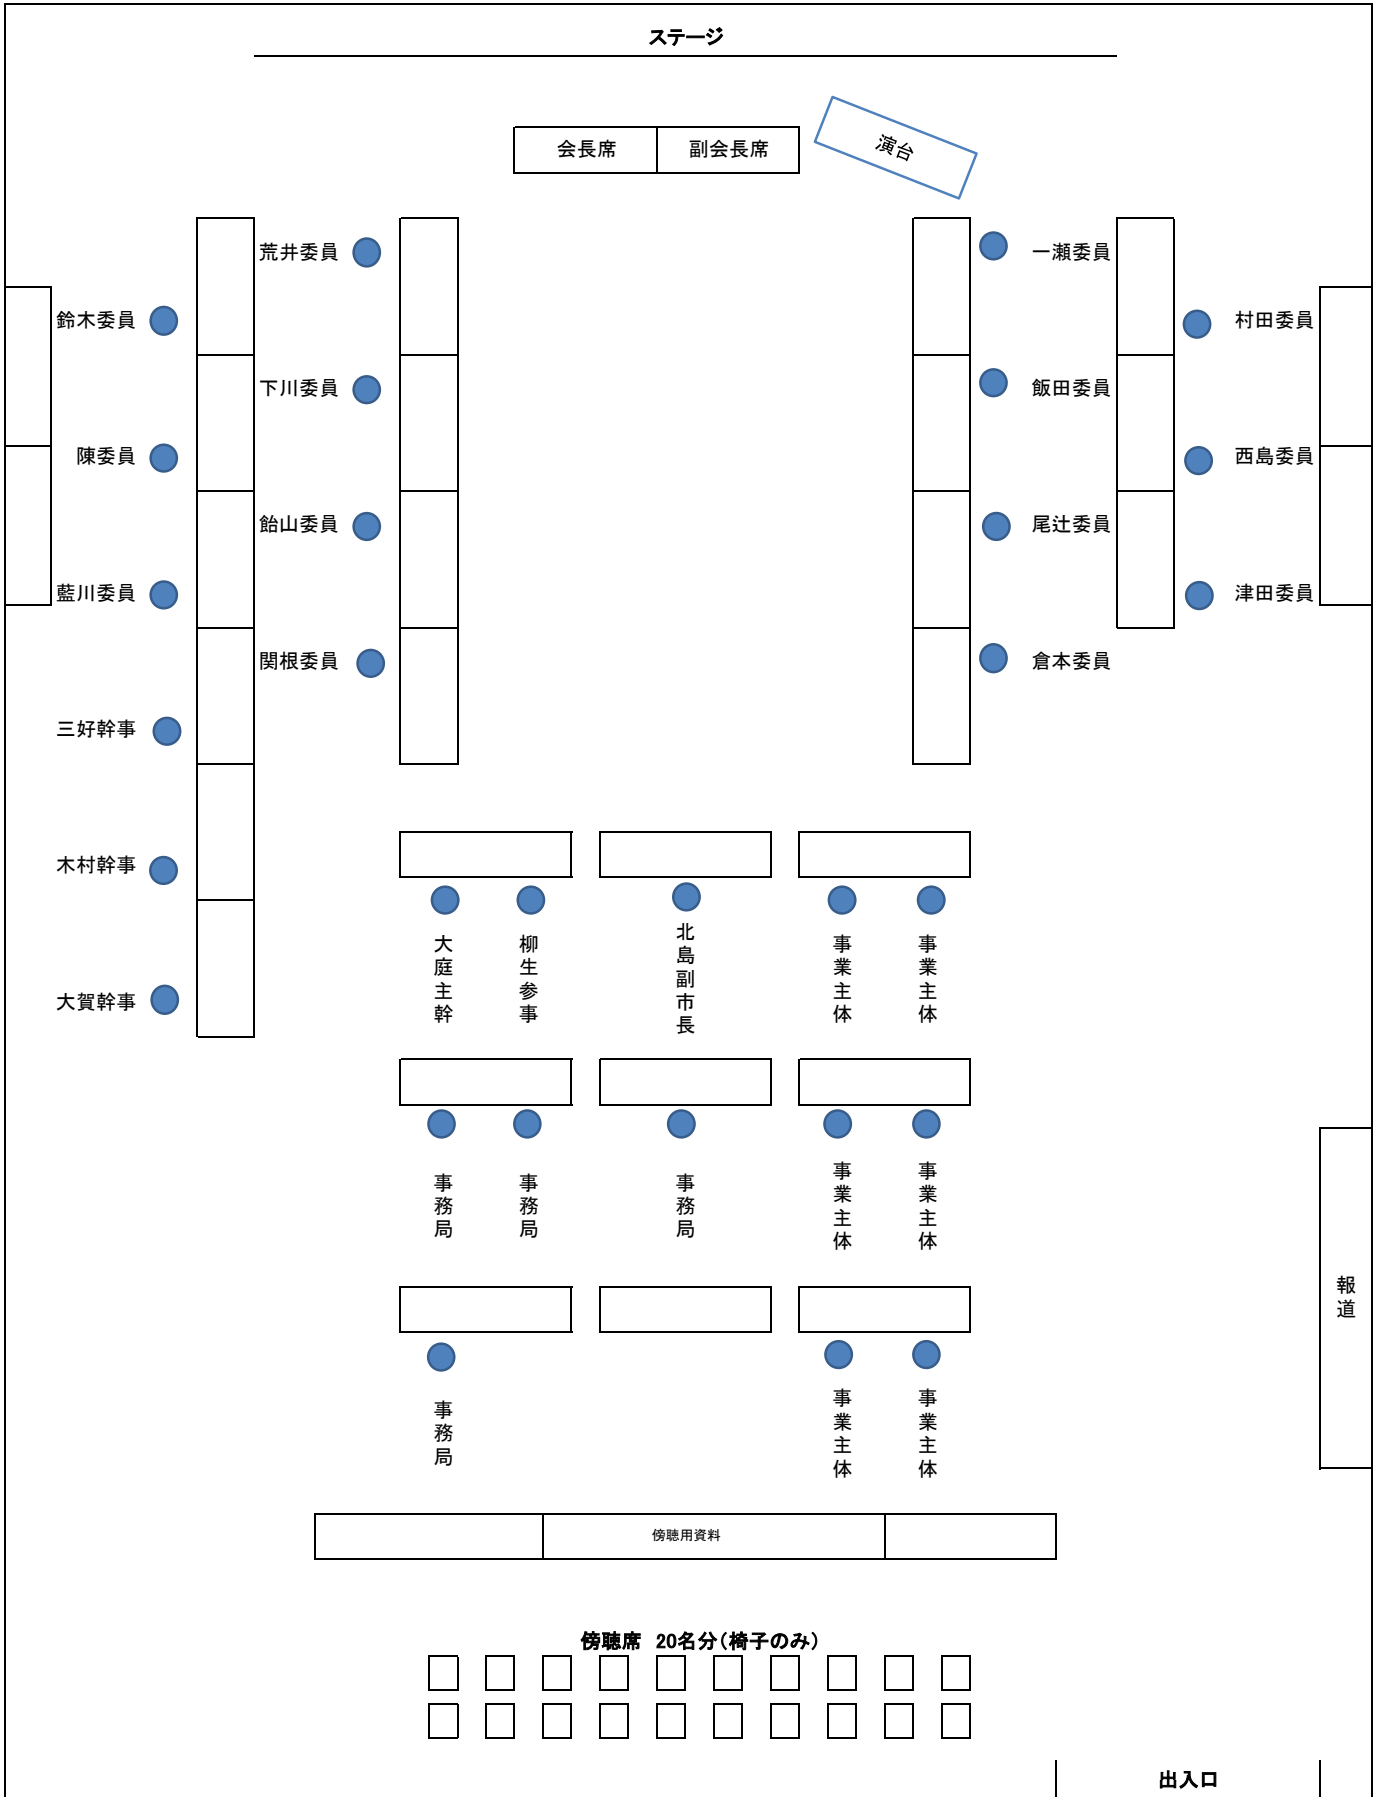 ステージ
会長席
副会長席
演台
荒井委員
一瀬委員
鈴木委員
村田委員
下川委員
飯田委員
陳委員
西島委員
飴山委員
尾辻委員
藍川委員
津田委員
関根委員
倉本委員
三好幹事
木村幹事
大賀幹事
大庭主幹
柳生参事
北島副市長
事業主体
事業主体
事務局
事務局
事務局
事業主体
事業主体
報道
事務局
事業主体
事業主体
傍聴用資料
傍聴席 20名分（椅子のみ）
出入口